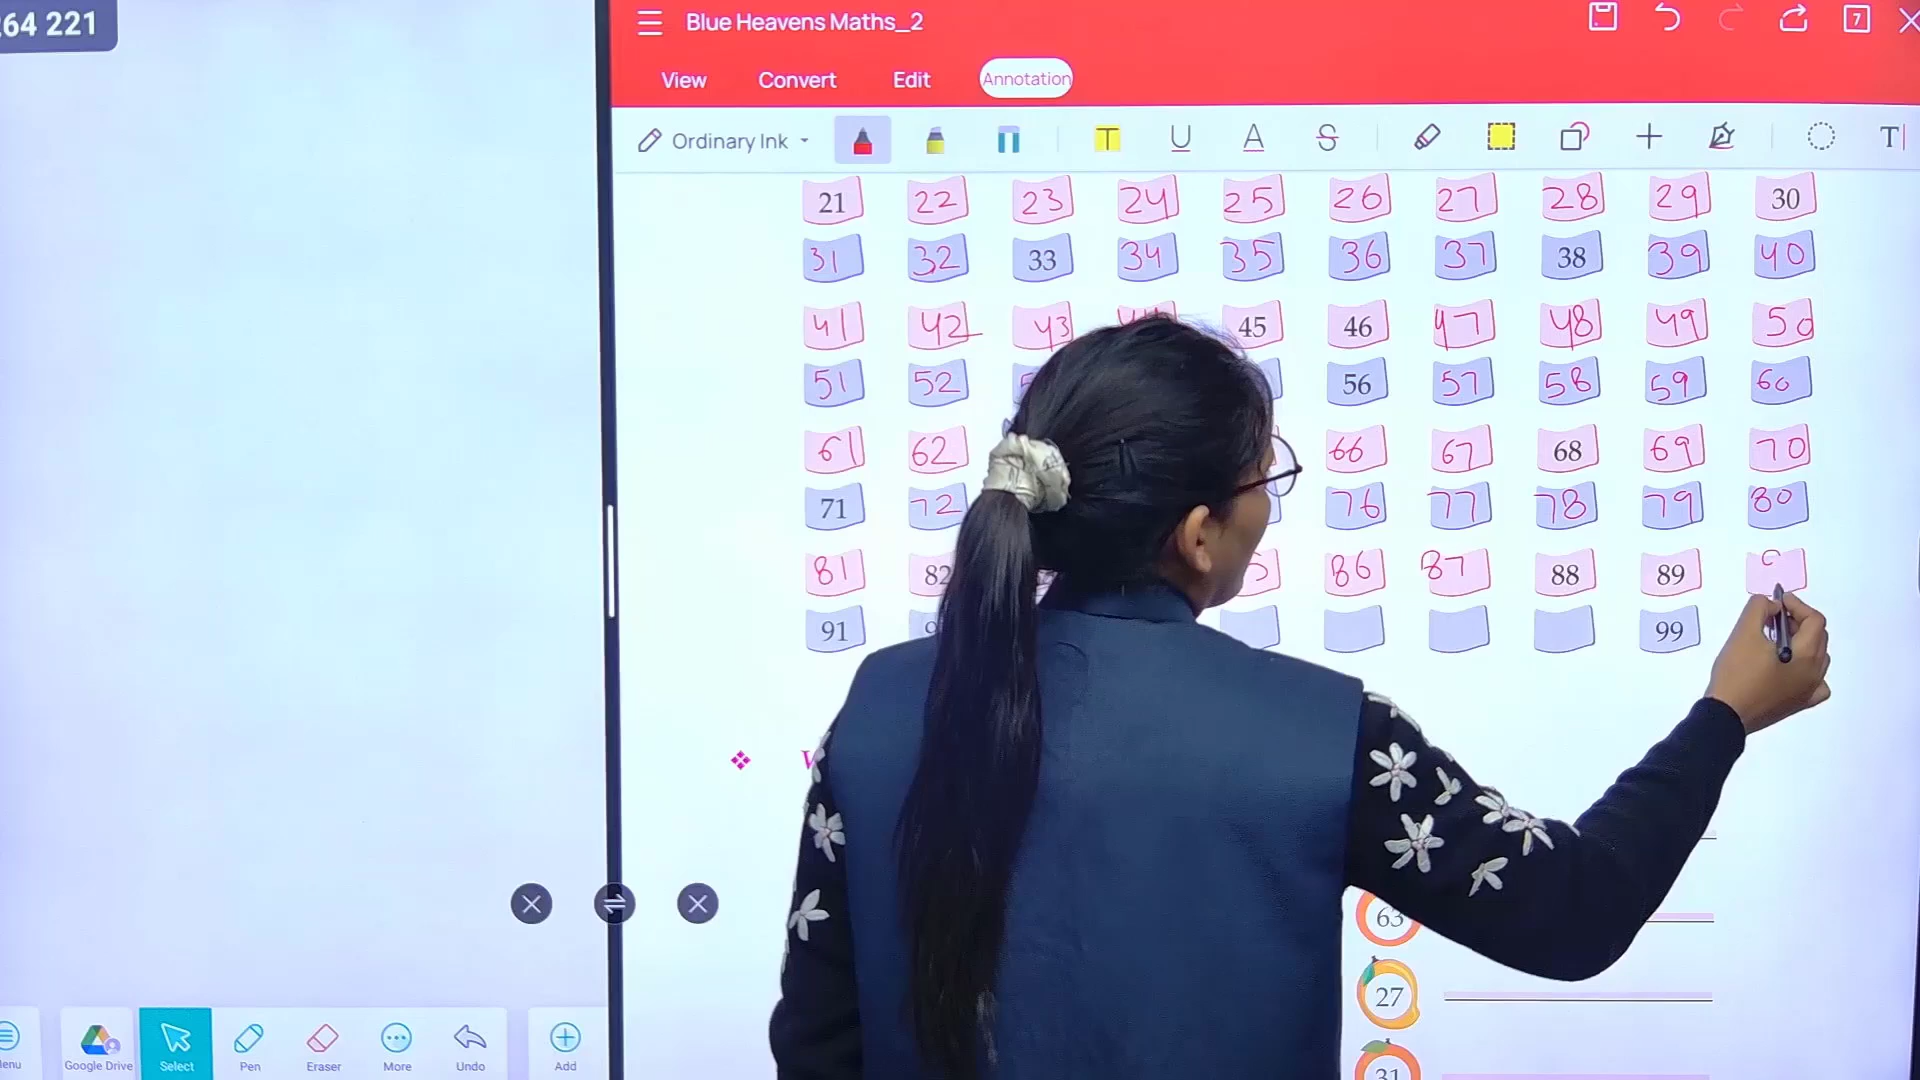 264 221
Blue Heavens Maths_2
7
View Convert Edit Annotation
Ordinary Ink T U A S T
21 22 23 24 25 26 27 28 29 30
31 32 33 34 35 36 37 38 39 40
41 42 43 45 46 47 48 49 50
51 52 56 57 58 59 60
61 62 66 67 68 69 70
71 72 76 77 78 79 80
81 82 86 87 88 89
91 99
63
27
31
Google Drive Select Pen Eraser More Undo Add